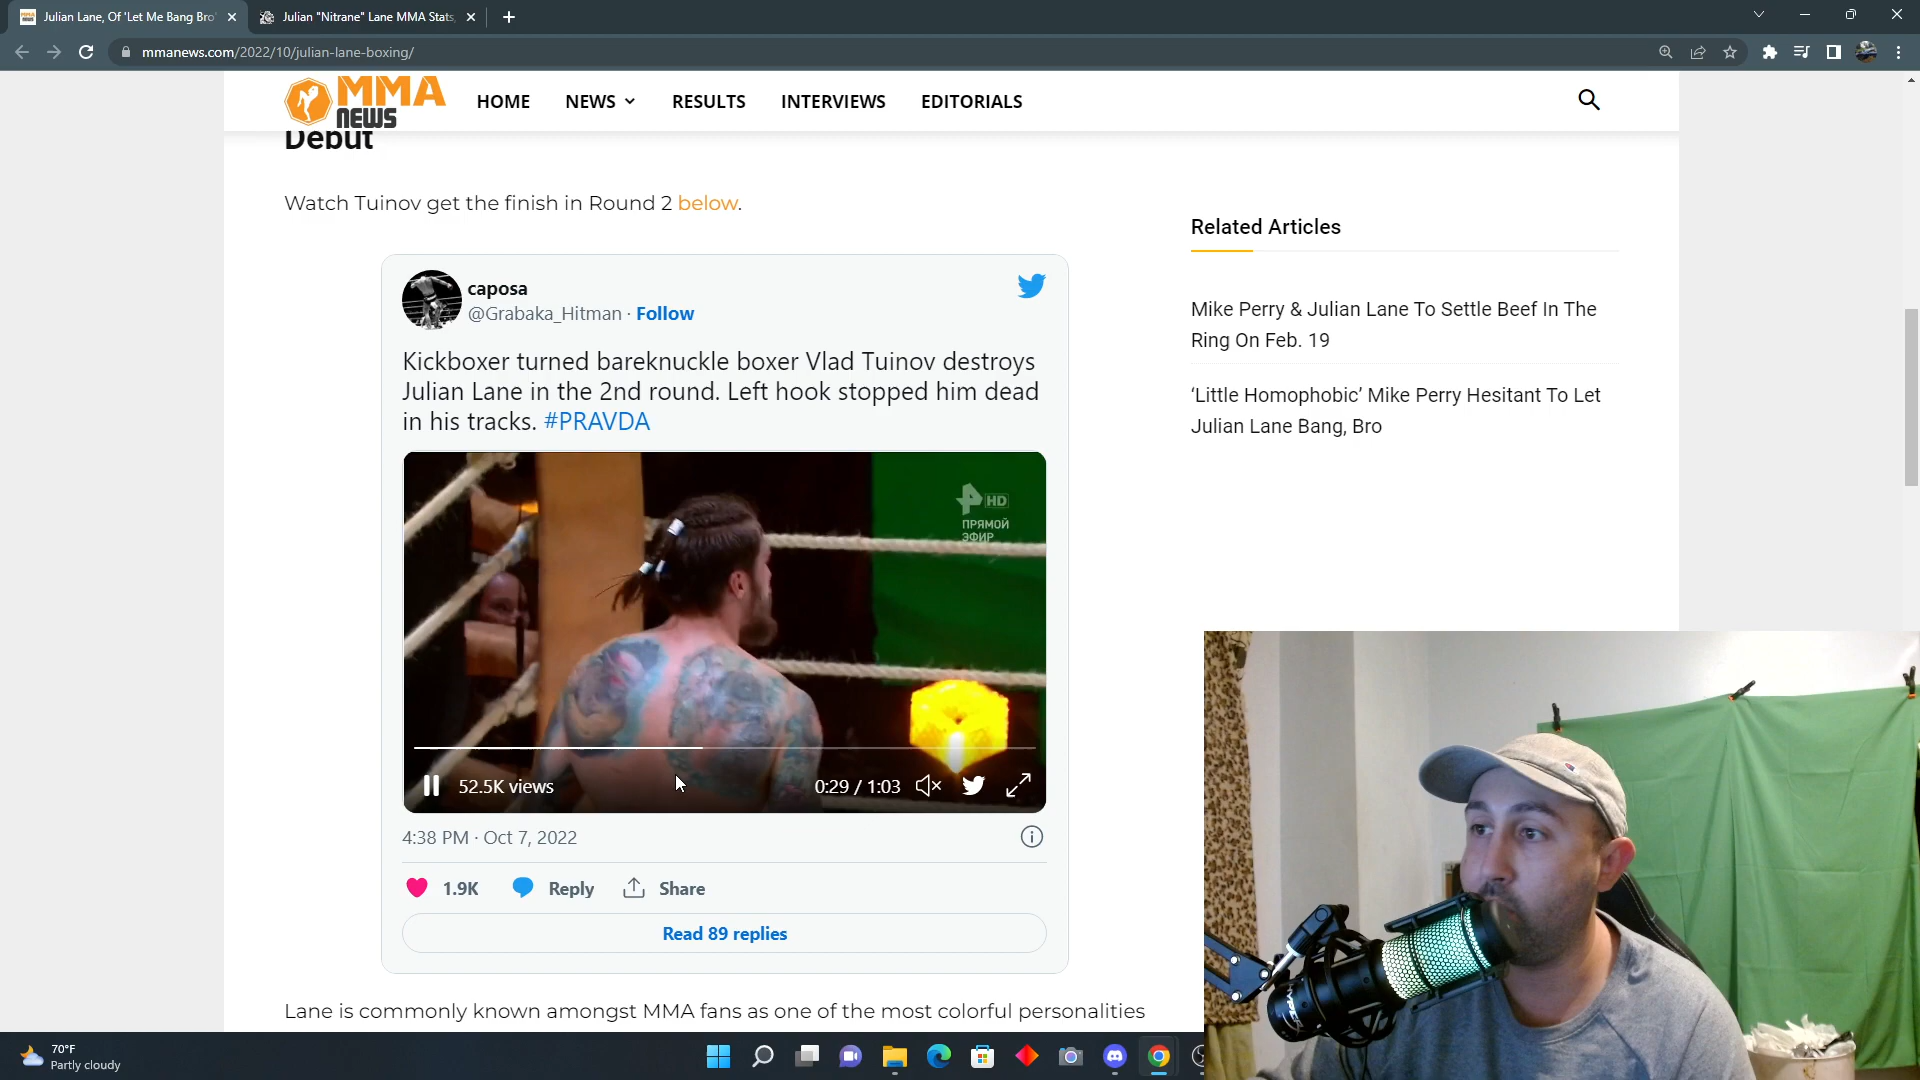 Julian Lane, Of 'Let Me Bang Bro'
Julian "Nitrane" Lane MMA Stats,
mmanews.com/2022/10/julian-lane-boxing/
MMA NEWS
HOME NEWS RESULTS INTERVIEWS EDITORIALS
Debut
Watch Tuinov get the finish in Round 2 below.
caposa
@Grabaka_Hitman · Follow
Kickboxer turned bareknuckle boxer Vlad Tuinov destroys
Julian Lane in the 2nd round. Left hook stopped him dead
in his tracks. #PRAVDA
HD
ПРЯМОЙ
ЭФИР
52.5K views 0:29 / 1:03
4:38 PM · Oct 7, 2022
1.9K Reply Share
Read 89 replies
Lane is commonly known amongst MMA fans as one of the most colorful personalities
Related Articles
Mike Perry & Julian Lane To Settle Beef In The
Ring On Feb. 19
‘Little Homophobic’ Mike Perry Hesitant To Let
Julian Lane Bang, Bro
HYPERX
70°F
Partly cloudy